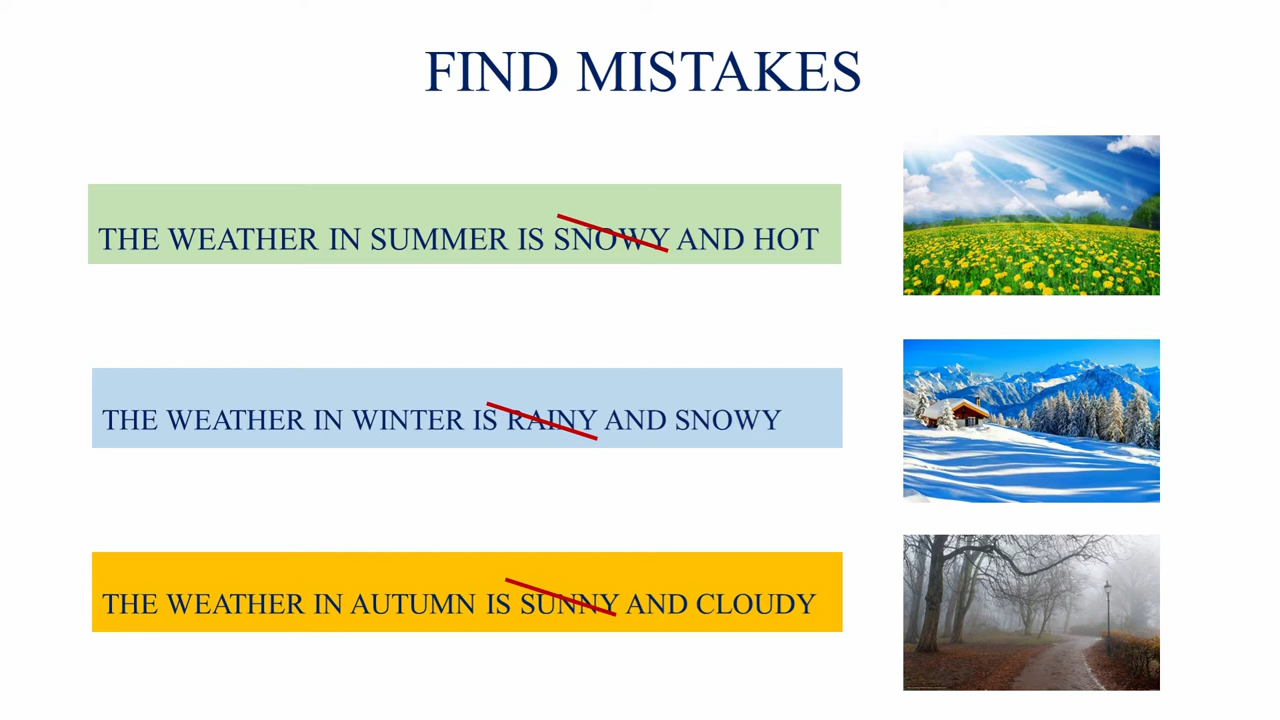 FIND MISTAKES
THE WEATHER IN SUMMER IS SNOWY AND HOT
THE WEATHER IN WINTER IS RAINY AND SNOWY
THE WEATHER IN AUTUMN IS SUNNY AND CLOUDY